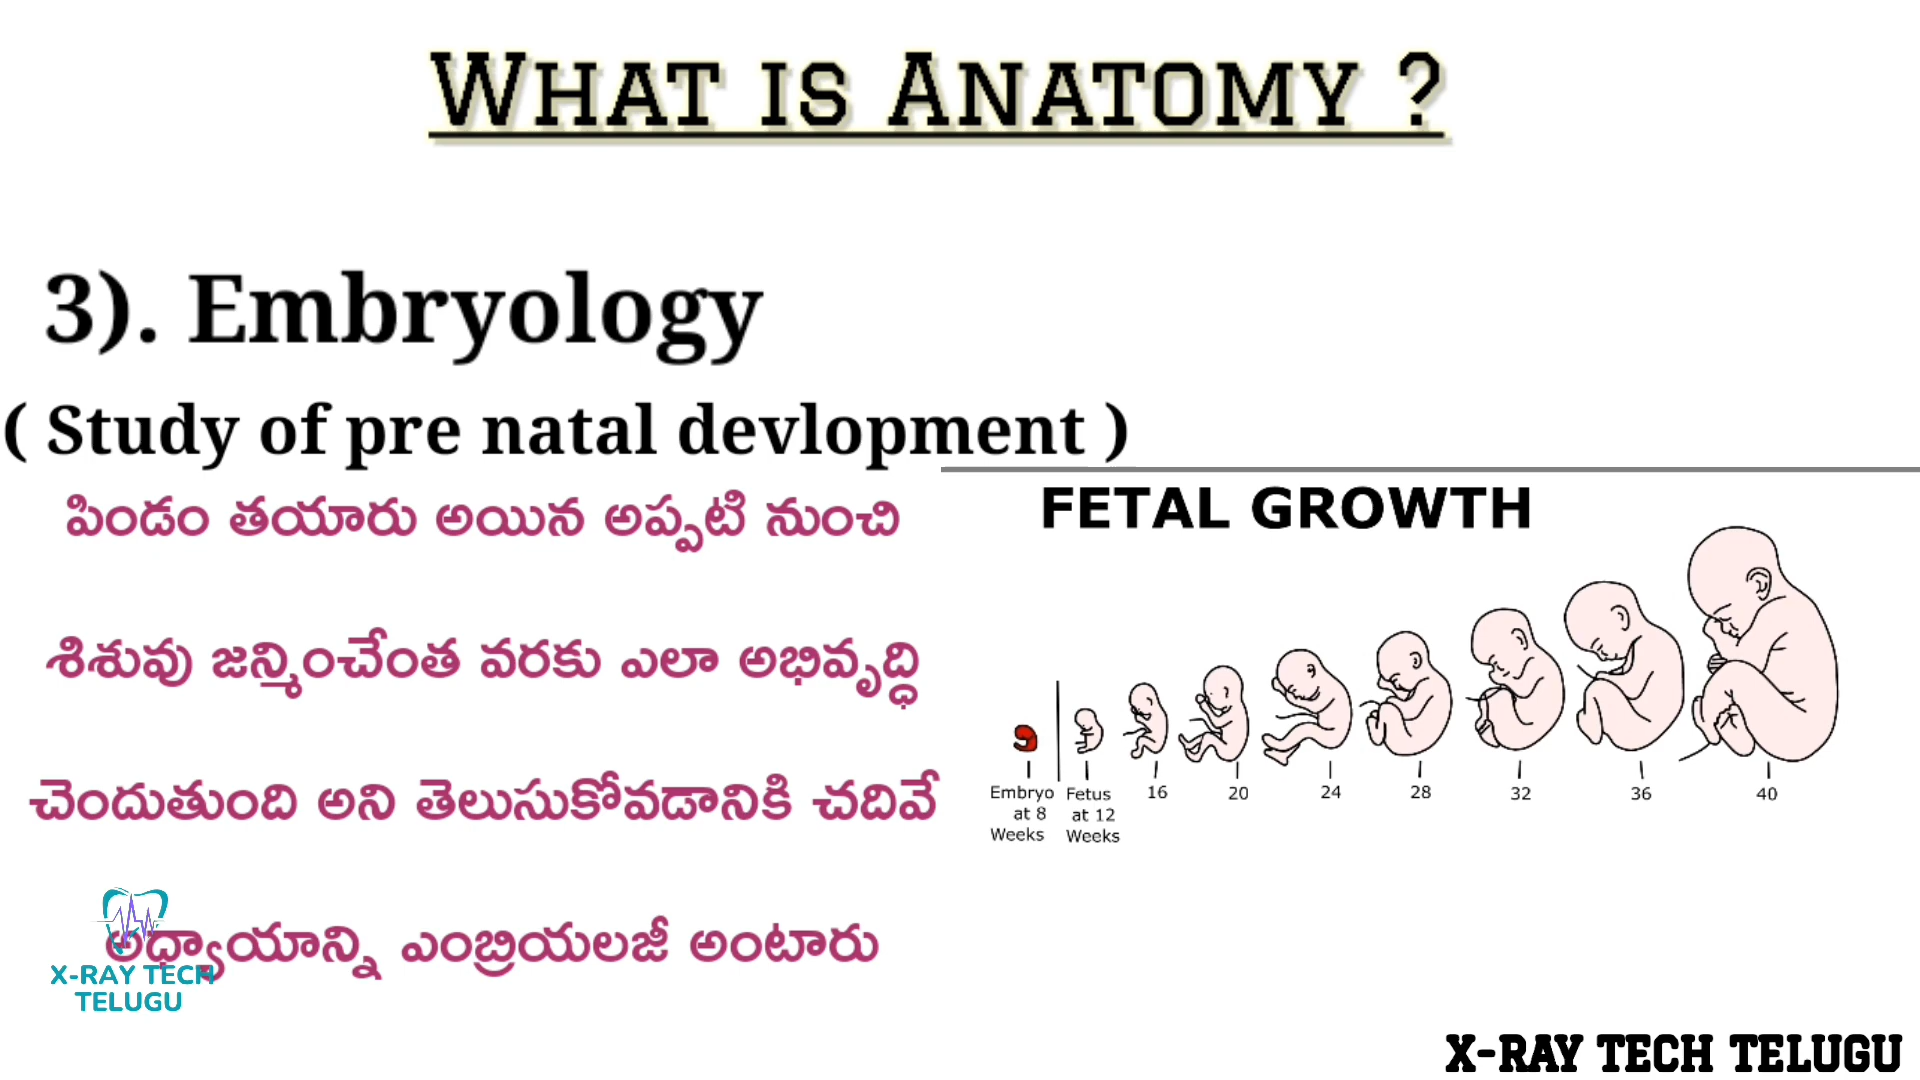 WHAT IS ANATOMY ?
3). Embryology
( Study of pre natal devlopment )
పిండం తయారు అయిన అప్పటి నుంచి
శిశువు జన్మించేంత వరకు ఎలా అభివృద్ధి
చెందుతుంది అని తెలుసుకోవడానికి చదివే
అధ్యాయాన్ని ఎంబ్రియలజీ అంటారు
FETAL GROWTH
Embryo at 8 Weeks
Fetus at 12 Weeks
16 20 24 28 32 36 40
X-RAY TECH
TELUGU
X-RAY TECH TELUGU